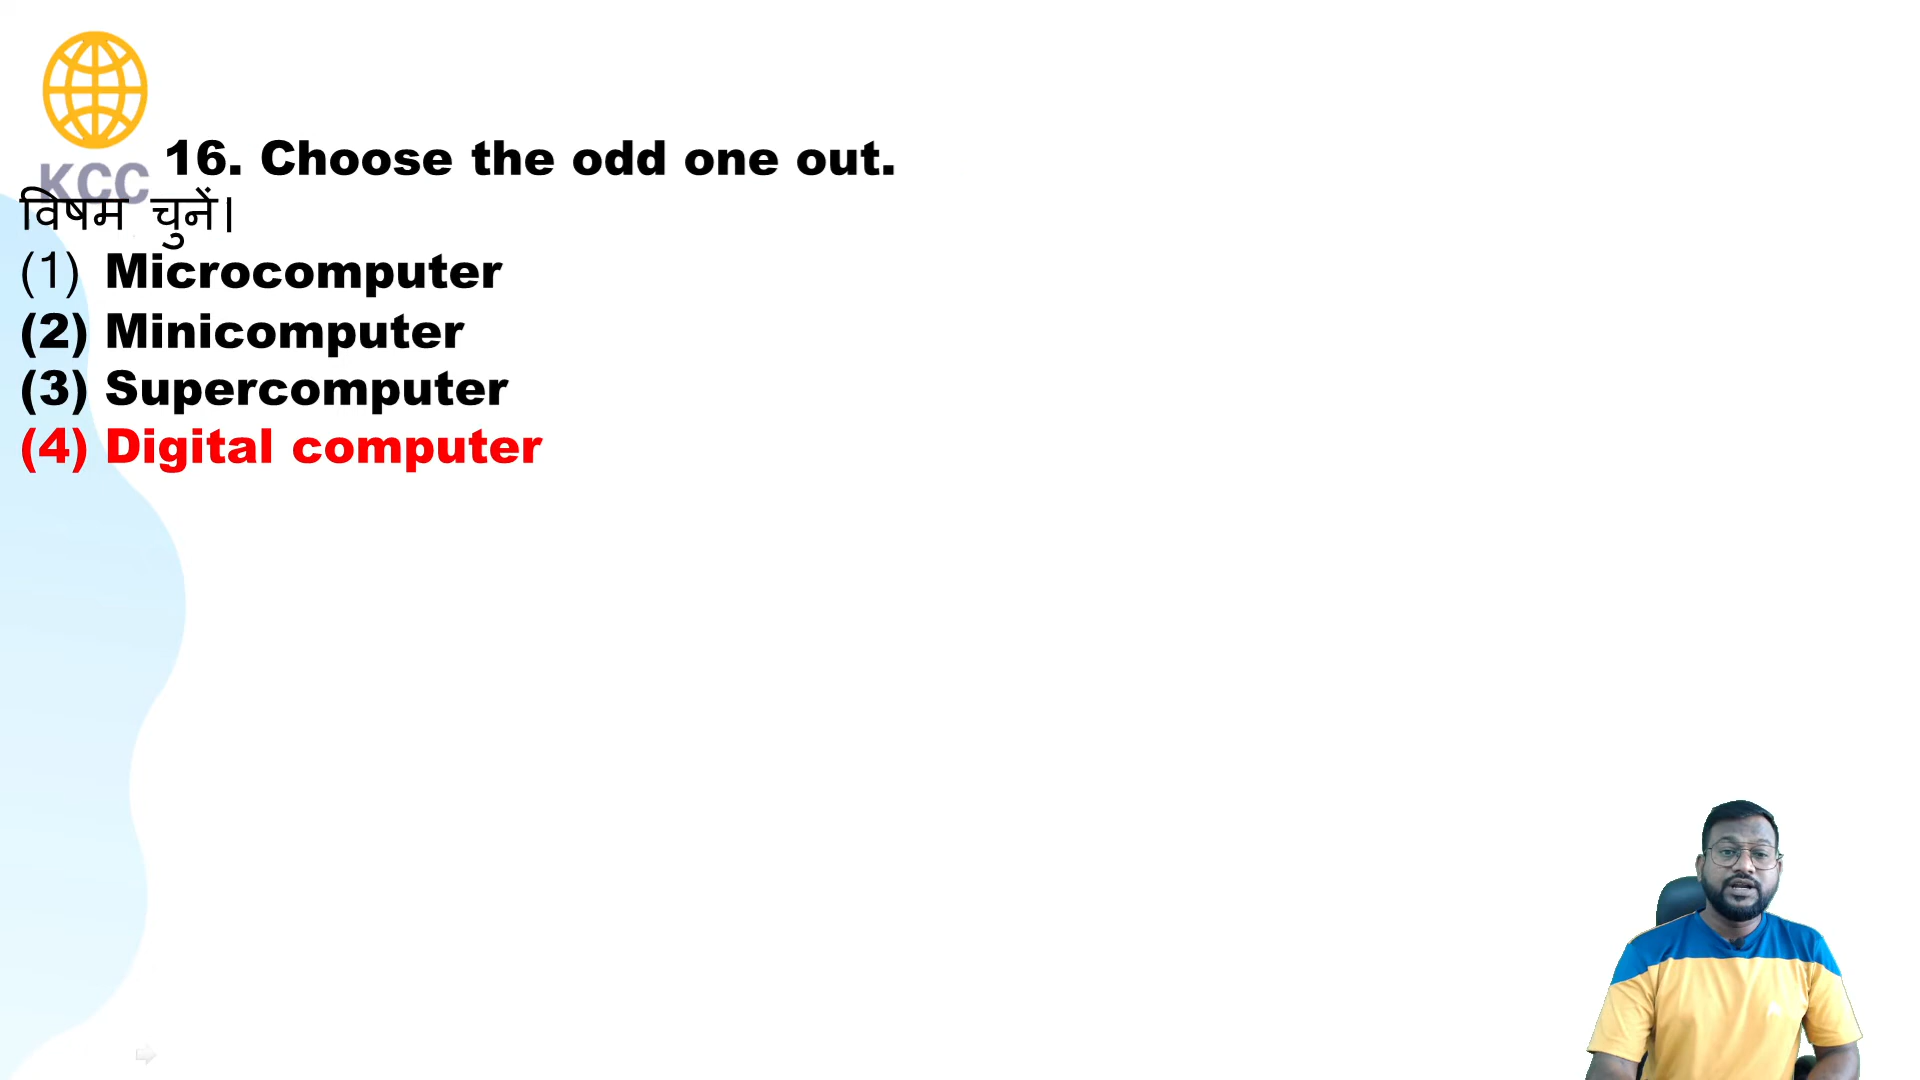 KCC
16. Choose the odd one out.
विषम चुनें।
(1) Microcomputer
(2) Minicomputer
(3) Supercomputer
(4) Digital computer